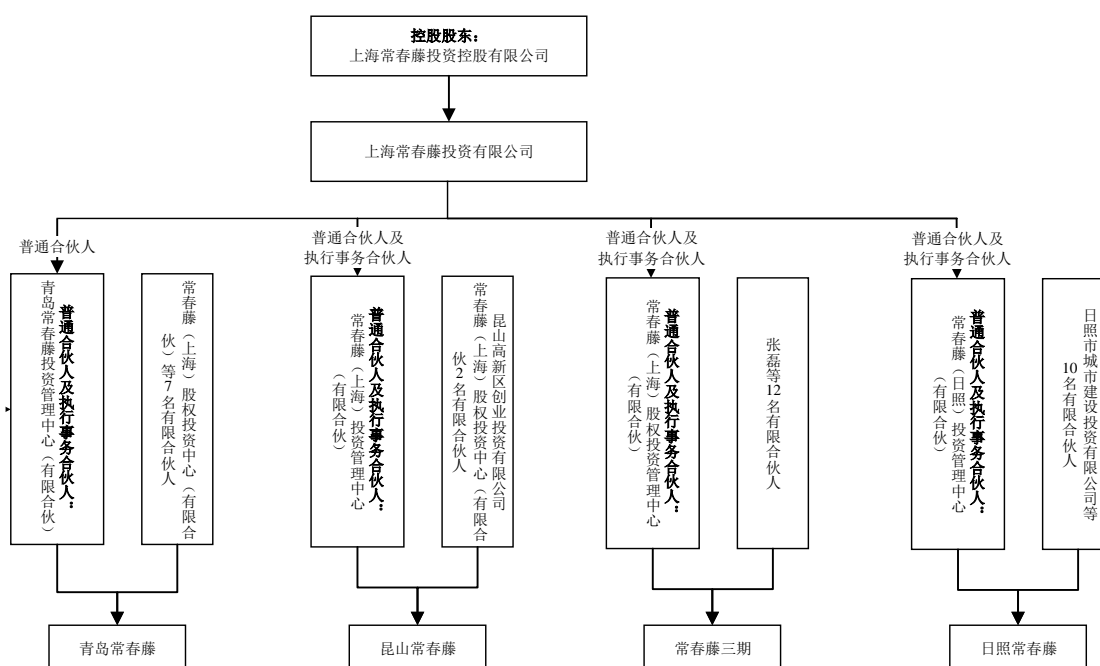 控股股东：
上海常春藤投资控股有限公司
上海常春藤投资有限公司
普通合伙人
普通合伙人及
执行事务合伙人
普通合伙人及
执行事务合伙人
普通合伙人及
执行事务合伙人
普通合伙人及执行事务合伙人：
青岛常春藤投资管理中心（有限合伙）
常春藤（上海）股权投资中心（有限合
伙）等7名有限合伙人
普通合伙人及执行事务合伙人：
常春藤（上海）投资管理中心
（有限合伙）
昆山高新区创业投资有限公司
常春藤（上海）股权投资中心（有限合
伙2名有限合伙人
普通合伙人及执行事务合伙人：
常春藤（上海）股权投资管理中心
（有限合伙）
张磊等12名有限合伙人
普通合伙人及执行事务合伙人：
常春藤（日照）投资管理中心
（有限合伙）
日照市城市建设投资有限公司等
10名有限合伙人
青岛常春藤
昆山常春藤
常春藤三期
日照常春藤